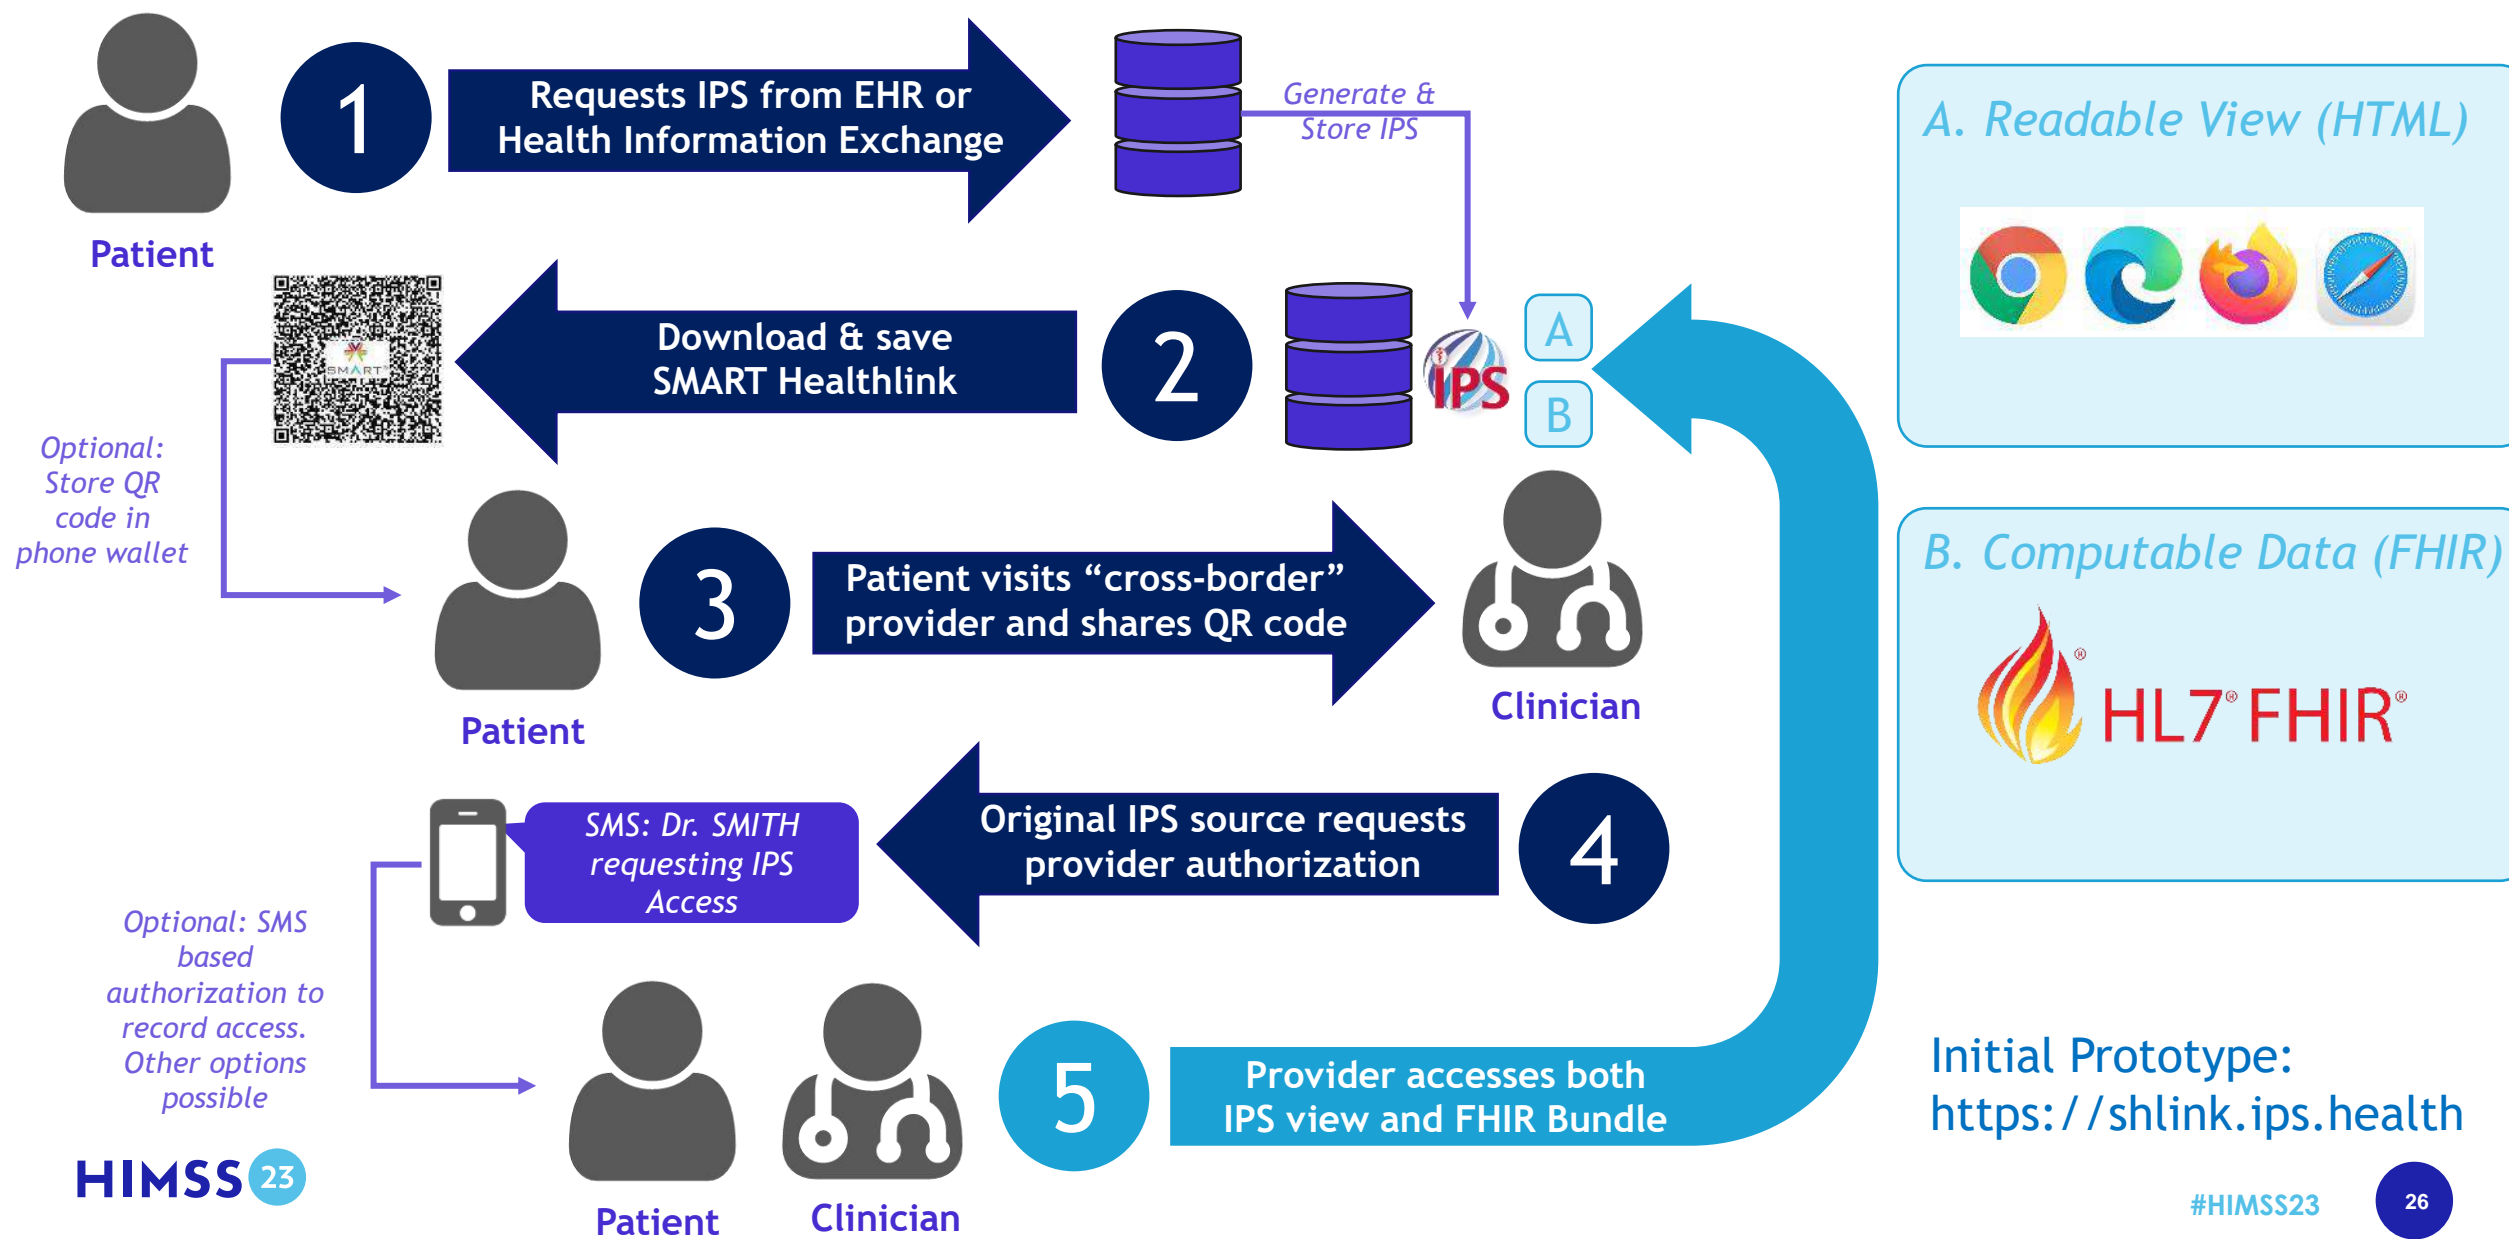 1
Requests IPS from EHR or
Health Information Exchange
Generate &
Store IPS
Patient
SMART
Download & save
SMART Healthlink
2
IPS
A
B
Optional:
Store QR
code in
phone wallet
Patient
3
Patient visits “cross-border”
provider and shares QR code
Clinician
SMS: Dr. SMITH
requesting IPS
Access
Original IPS source requests
provider authorization
4
Optional: SMS
based
authorization to
record access.
Other options
possible
Patient
Clinician
5
Provider accesses both
IPS view and FHIR Bundle
A. Readable View (HTML)
B. Computable Data (FHIR)
HL7® FHIR®
Initial Prototype:
https://shlink.ips.health
HIMSS 23
#HIMSS23
26